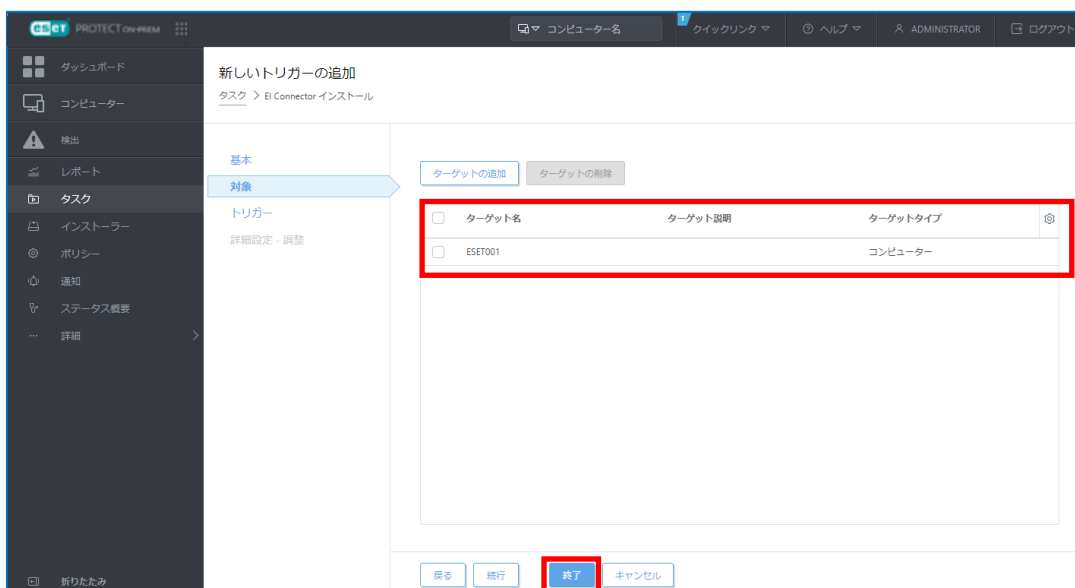 eset PROTECT ON-PREM
コンピューター名
クイックリンク
ヘルプ
ADMINISTRATOR
ログアウト
ダッシュボード
コンピューター
検出
レポート
タスク
インストーラー
ポリシー
通知
ステータス概要
詳細
折りたたみ
新しいトリガーの追加
タスク > EI Connector インストール
基本
対象
トリガー
詳細設定 - 調整
ターゲットの追加 ターゲットの削除
ターゲット名 ターゲット説明 ターゲットタイプ
ESET001 コンピューター
戻る 続行 終了 キャンセル